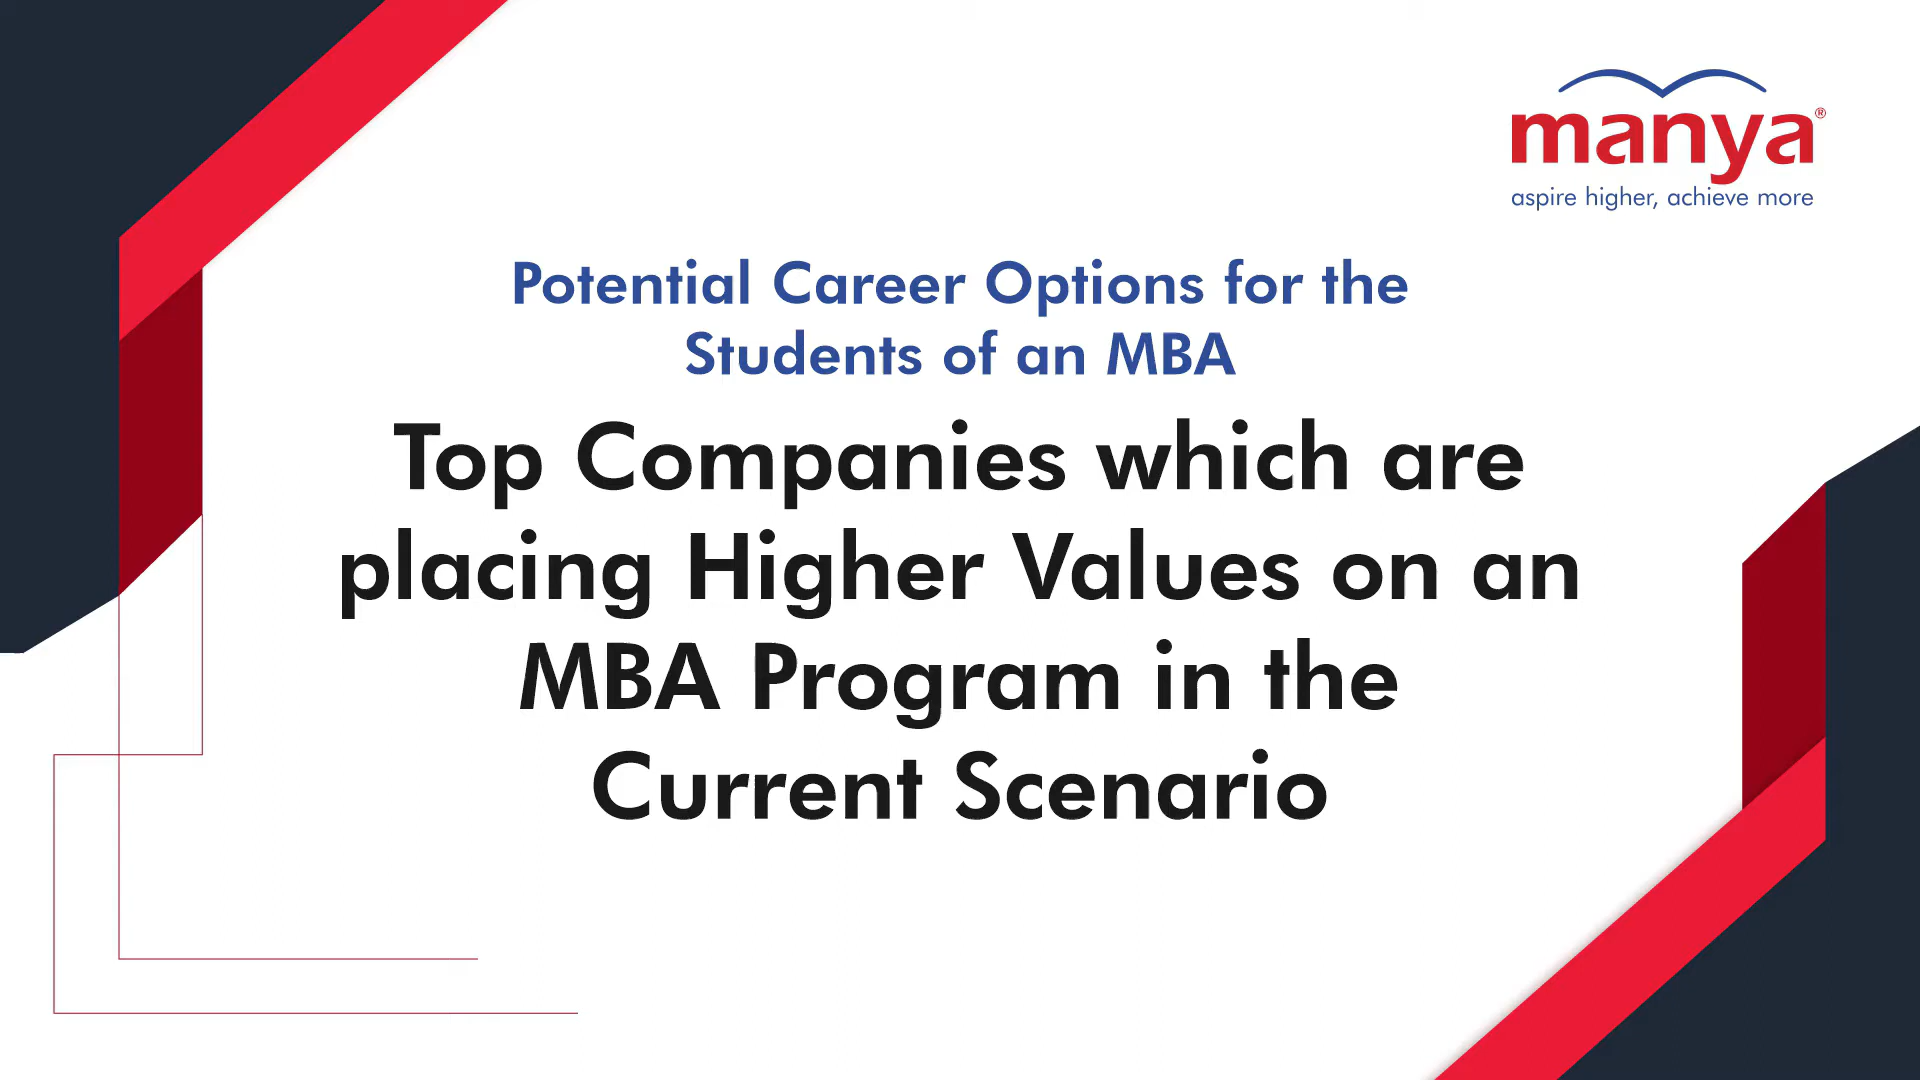 manya®
aspire higher, achieve more
Potential Career Options for the
Students of an MBA
Top Companies which are
placing Higher Values on an
MBA Program in the
Current Scenario